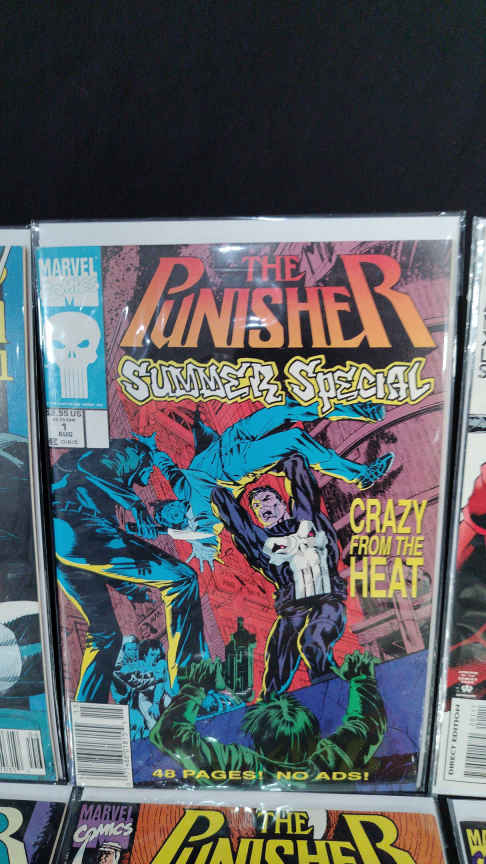 MARVEL
COMICS
THE
PUNISHER
SUMMER SPECIAL
$2.95 US
1
AUG
CRAZY
FROM THE
HEAT
48 PAGES! NO ADS!
DIRECT EDITION
MARVEL
COMICS
THE
PUNISHER